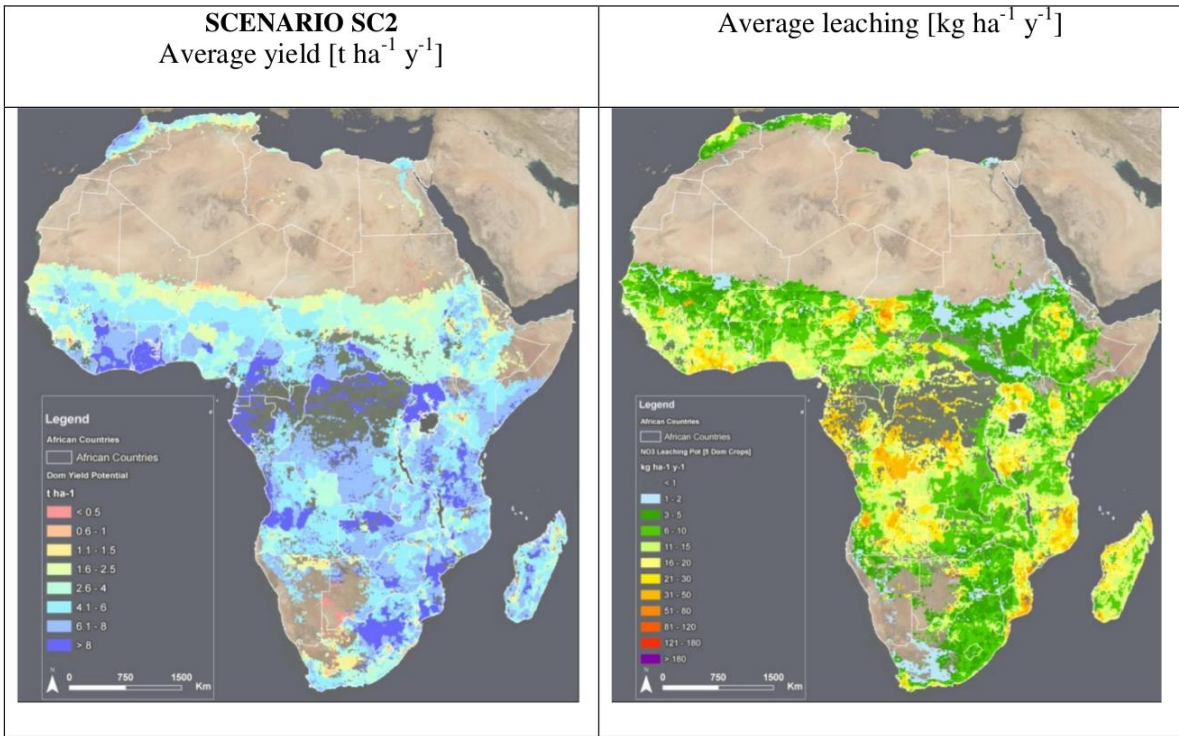 SCENARIO SC2
Average yield [t ha-1 y-1]
Average leaching [kg ha-1 y-1]
Legend
African Countries
African Countries
Dom Yield Potential
t ha-1
< 0.5
0.6 - 1
1.1 - 1.5
1.6 - 2.5
2.6 - 4
4.1 - 6
6.1 - 8
> 8
N
0 750 1500
Km
Legend
African Countries
African Countries
NO3 Leaching Pot [5 Dom Crops]
kg ha-1 y-1
< 1
1 - 2
3 - 5
6 - 10
11 - 15
16 - 20
21 - 30
31 - 50
51 - 80
81 - 120
121 - 180
> 180
N
0 750 1500
Km